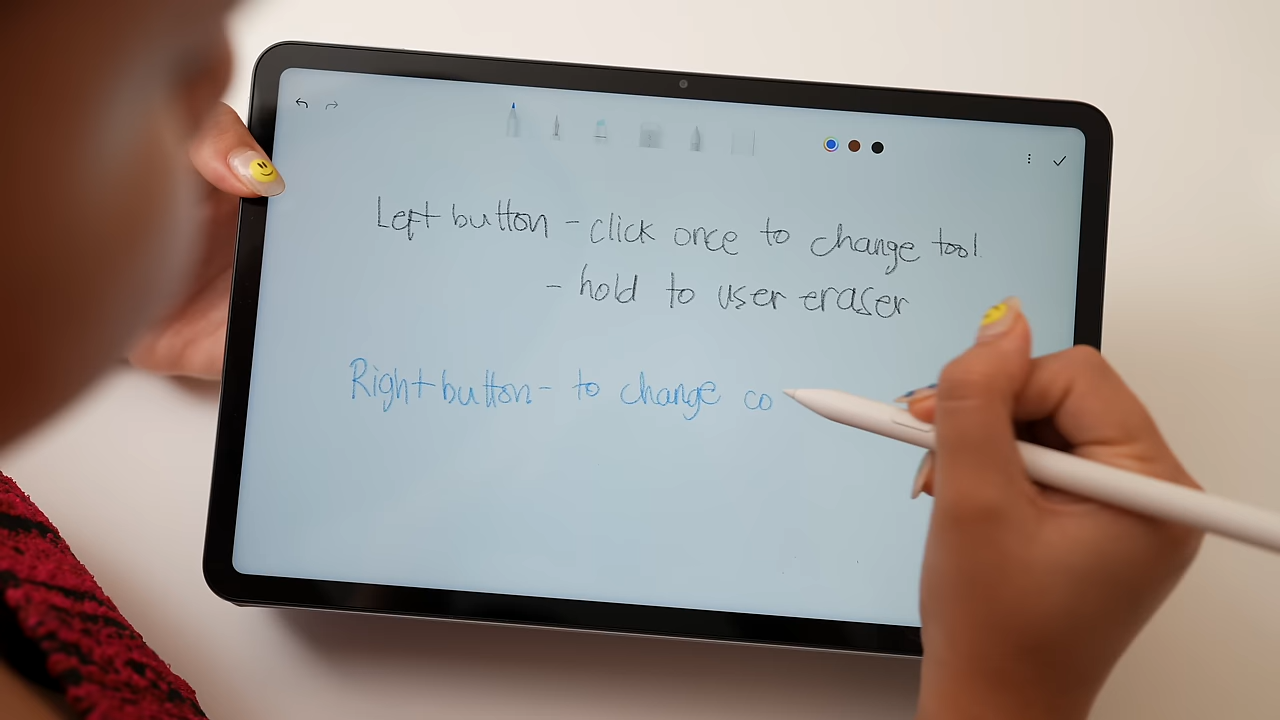 Left button - click once to change tool
- hold to user eraser
Right button - to change co